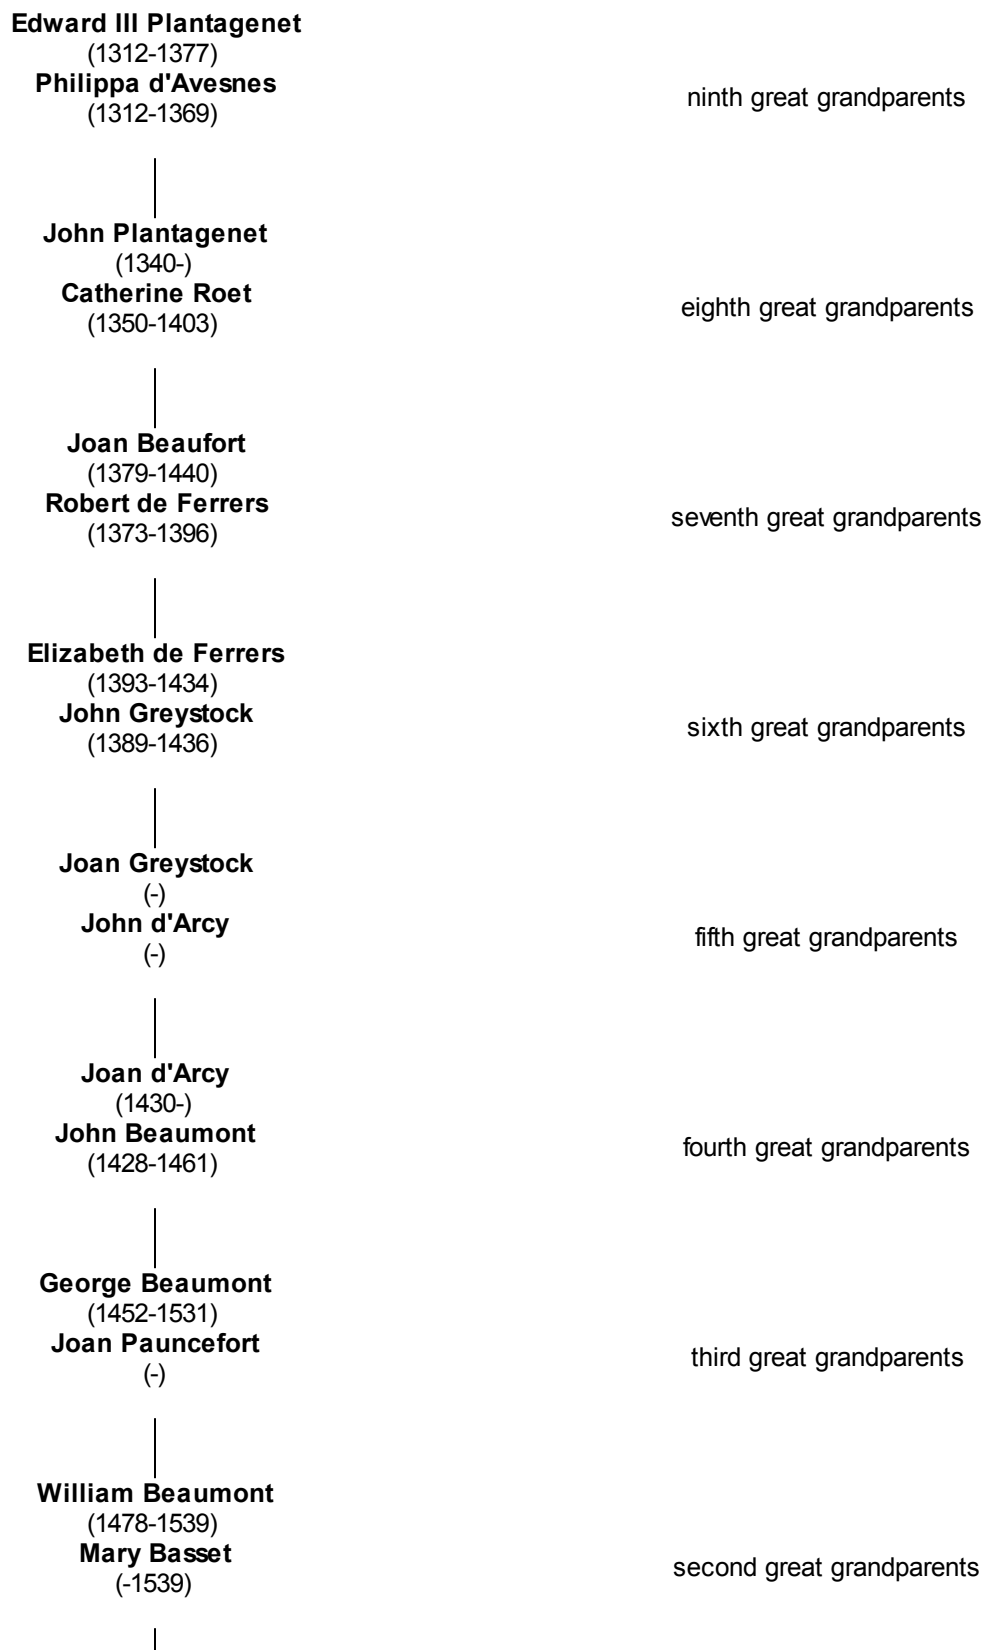 Edward III Plantagenet
(1312-1377)
Philippa d'Avesnes
(1312-1369)
ninth great grandparents
John Plantagenet
(1340-)
Catherine Roet
(1350-1403)
eighth great grandparents
Joan Beaufort
(1379-1440)
Robert de Ferrers
(1373-1396)
seventh great grandparents
Elizabeth de Ferrers
(1393-1434)
John Greystock
(1389-1436)
sixth great grandparents
Joan Greystock
(-)
John d'Arcy
(-)
fifth great grandparents
Joan d'Arcy
(1430-)
John Beaumont
(1428-1461)
fourth great grandparents
George Beaumont
(1452-1531)
Joan Pauncefort
(-)
third great grandparents
William Beaumont
(1478-1539)
Mary Basset
(-1539)
second great grandparents